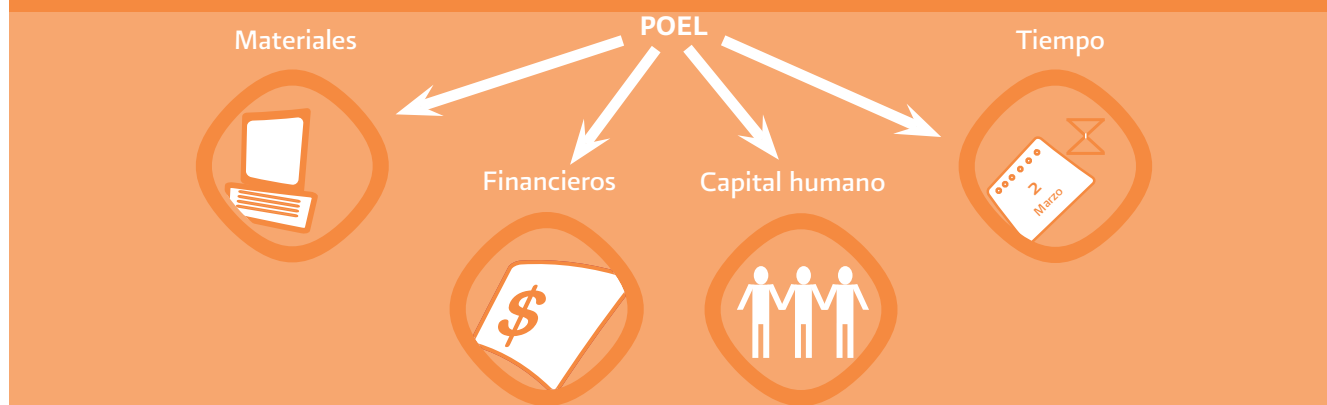 POEL
Materiales
Tiempo
Financieros
Capital humano
$
2
Marzo